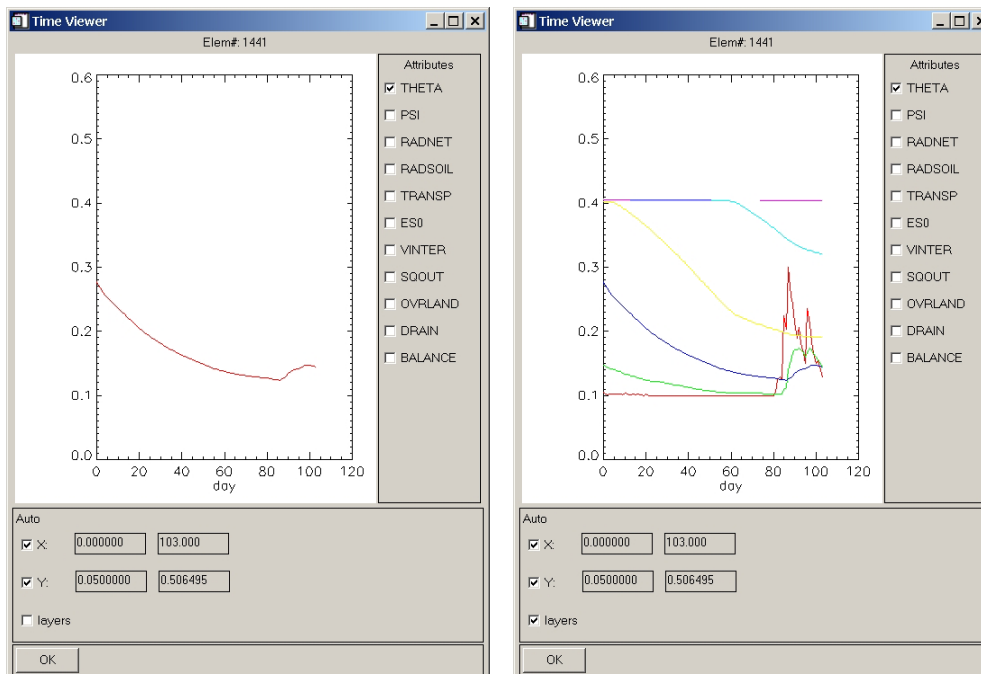 Time Viewer
Elem#: 1441
Attributes
THETA
PSI
RADNET
RADSOIL
TRANSP
ES0
VINTER
SQOUT
OVRLAND
DRAIN
BALANCE
0.6
0.5
0.4
0.3
0.2
0.1
0.0
0 20 40 60 80 100 120
day
Auto
X: 0.000000 103.000
Y: 0.0500000 0.506495
layers
OK
Time Viewer
Elem#: 1441
Attributes
THETA
PSI
RADNET
RADSOIL
TRANSP
ES0
VINTER
SQOUT
OVRLAND
DRAIN
BALANCE
0.6
0.5
0.4
0.3
0.2
0.1
0.0
0 20 40 60 80 100 120
day
Auto
X: 0.000000 103.000
Y: 0.0500000 0.506495
layers
OK